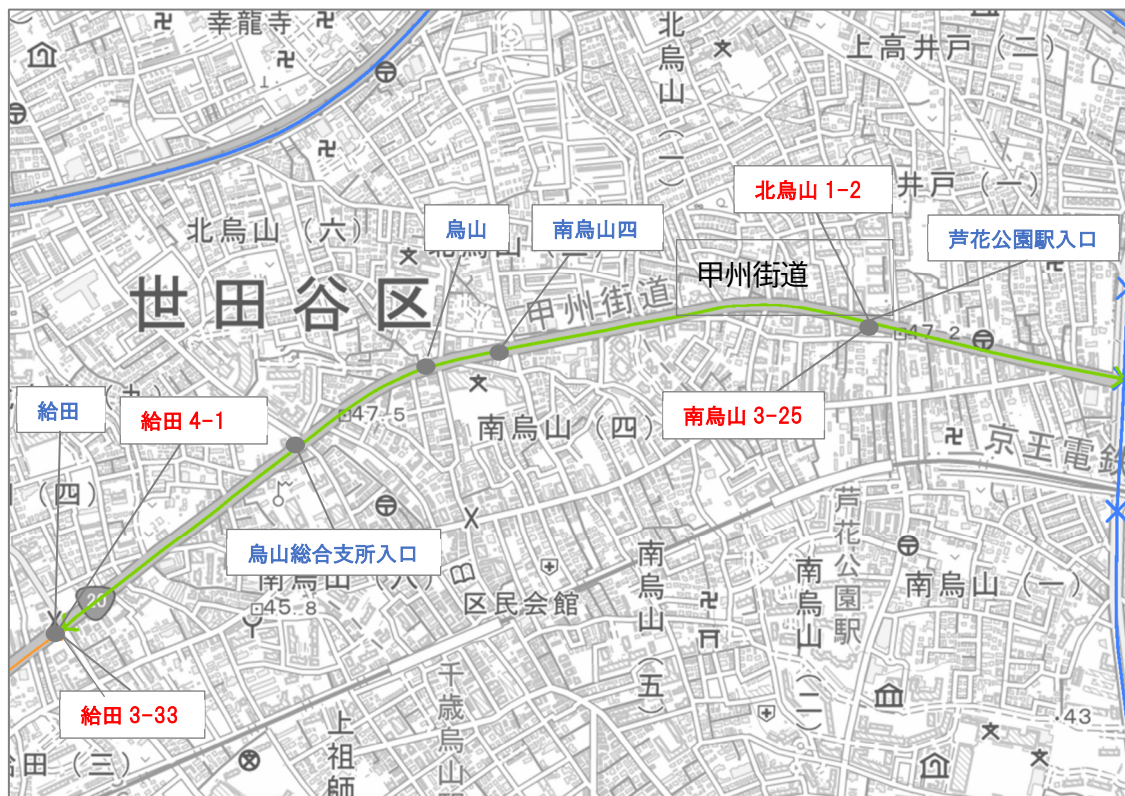 幸龍寺
北烏山(一)
上高井戸(二)
北烏山 1-2
井戸(一)
烏山
南烏山四
芦花公園駅入口
北烏山(六)
甲州街道
甲州街道
世田谷区
47.2
給田
給田 4-1
47.5
南烏山(四)
南烏山 3-25
京王電鉄
(四)
烏山総合支所入口
芦花公園駅
南烏山(六)
南烏山(五)
南烏山(二)
南烏山(一)
20
45.8
区民会館
給田 3-33
千歳烏山
上祖師
43
田(三)